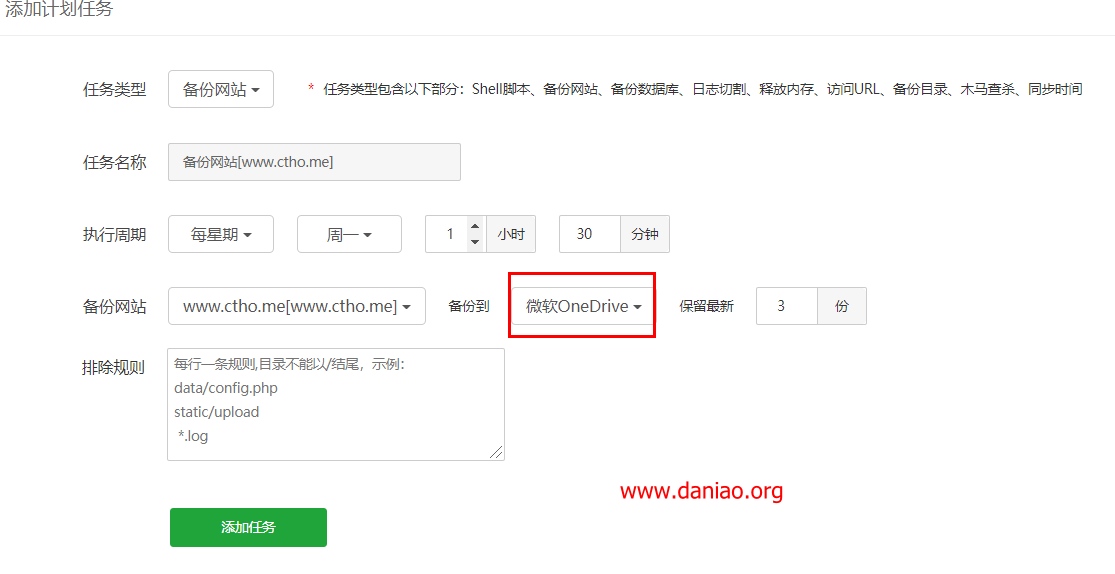 添加计划任务
任务类型 备份网站 * 任务类型包含以下部分：Shell脚本、备份网站、备份数据库、日志切割、释放内存、访问URL、备份目录、木马查杀、同步时间
任务名称 备份网站[www.ctho.me]
执行周期 每星期 周一 1 小时 30 分钟
备份网站 www.ctho.me[www.ctho.me] 备份到 微软OneDrive 保留最新 3 份
排除规则 每行一条规则,目录不能以/结尾，示例：
data/config.php
static/upload
*.log
www.daniao.org
添加任务